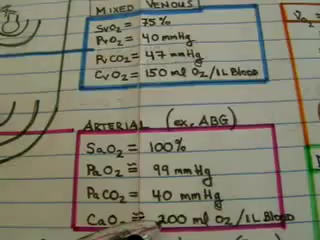 MIXED VENOUS
SvO2 = 75%
PvO2 = 40 mmHg
PvCO2 = 47 mmHg
CvO2 = 150 ml O2/1L Blood
ARTERIAL (ex, ABG)
SaO2 = 100%
PaO2 ≅ 99 mmHg
PaCO2 = 40 mmHg
CaO2 ≅ 200 ml O2/1L Blood